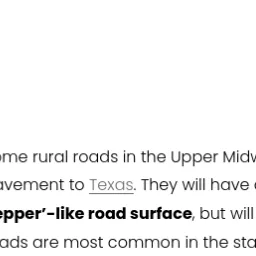 ome rural roads in the Upper Midw
avement to Texas. They will have
epper’-like road surface, but will
ads are most common in the sta